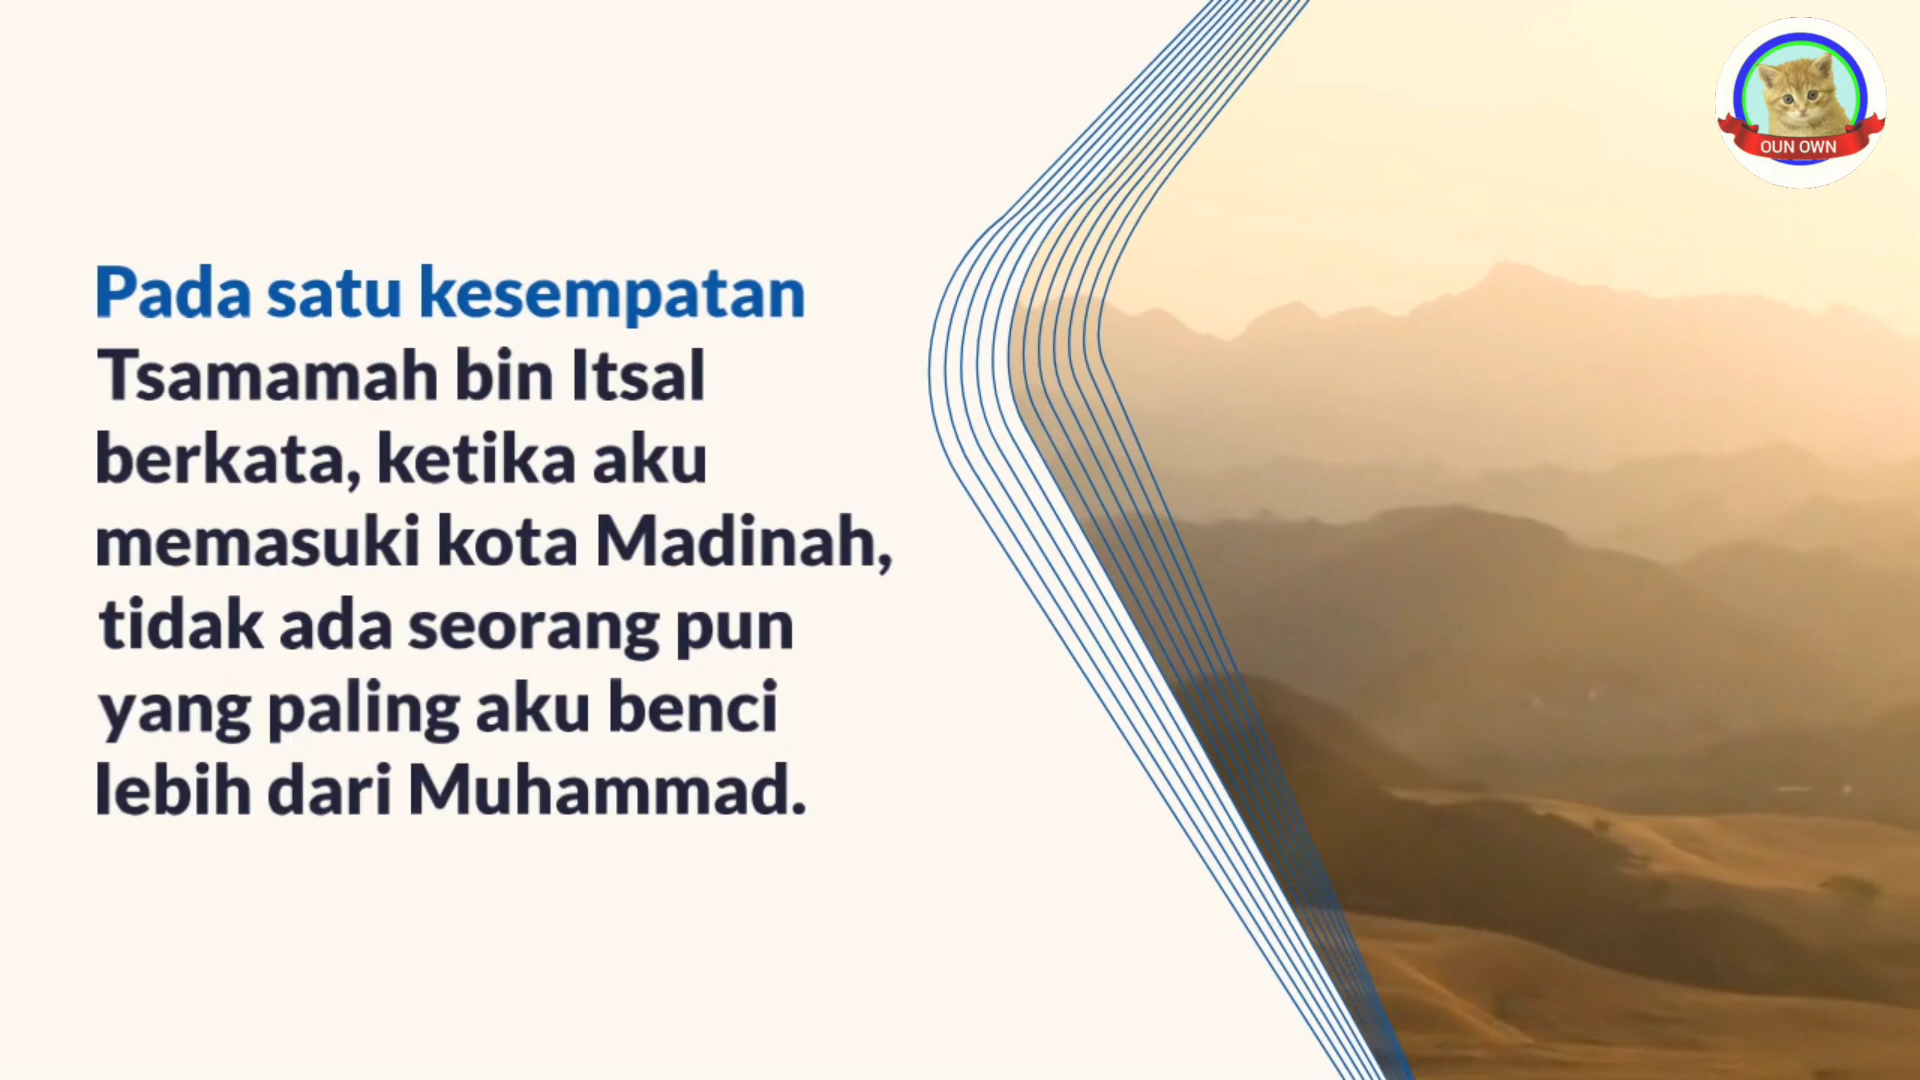 Pada satu kesempatan
Tsamamah bin Itsal
berkata, ketika aku
memasuki kota Madinah,
tidak ada seorang pun
yang paling aku benci
lebih dari Muhammad.
OUN OWN